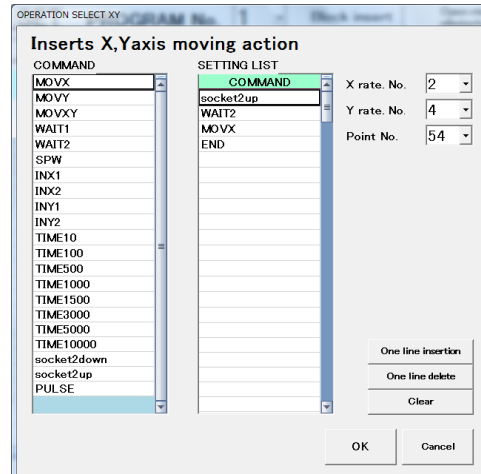 OPERATION SELECT XY
Inserts X,Yaxis moving action
COMMAND
MOVX
MOVY
MOVXY
WAIT1
WAIT2
SPW
INX1
INX2
INY1
INY2
TIME10
TIME100
TIME500
TIME1000
TIME1500
TIME3000
TIME5000
TIME10000
socket2down
socket2up
PULSE
SETTING LIST
COMMAND
socket2up
WAIT2
MOVX
END
X rate. No. 2
Y rate. No. 4
Point No. 54
One line insertion
One line delete
Clear
OK
Cancel